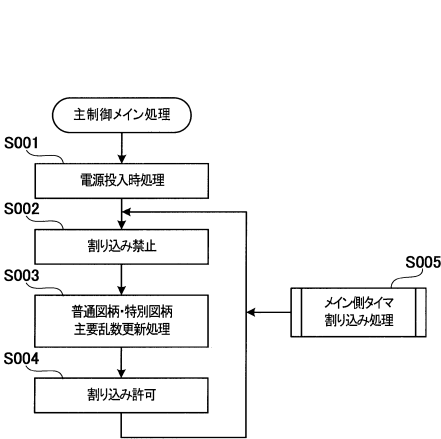 主制御メイン処理
S001
電源投入時処理
S002
割り込み禁止
S003
普通図柄・特別図柄
主要乱数更新処理
S004
割り込み許可
S005
メイン側タイマ
割り込み処理